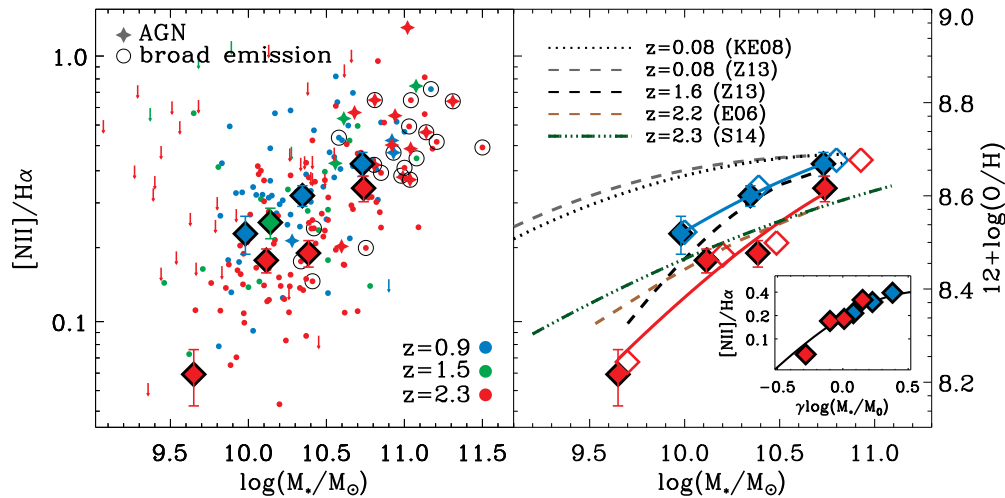 AGN
broad emission
1.0
0.1
[NII]/Hα
z=0.9
z=1.5
z=2.3
9.5 10.0 10.5 11.0 11.5
log(M*/M⊙)
z=0.08 (KE08)
z=0.08 (Z13)
z=1.6 (Z13)
z=2.2 (E06)
z=2.3 (S14)
9.0
8.8
8.6
8.4
8.2
12+log(O/H)
[NII]/Hα
0.4
0.2
0.1
-0.5 0.0 0.5
γlog(M*/M0)
9.5 10.0 10.5 11.0
log(M*/M⊙)